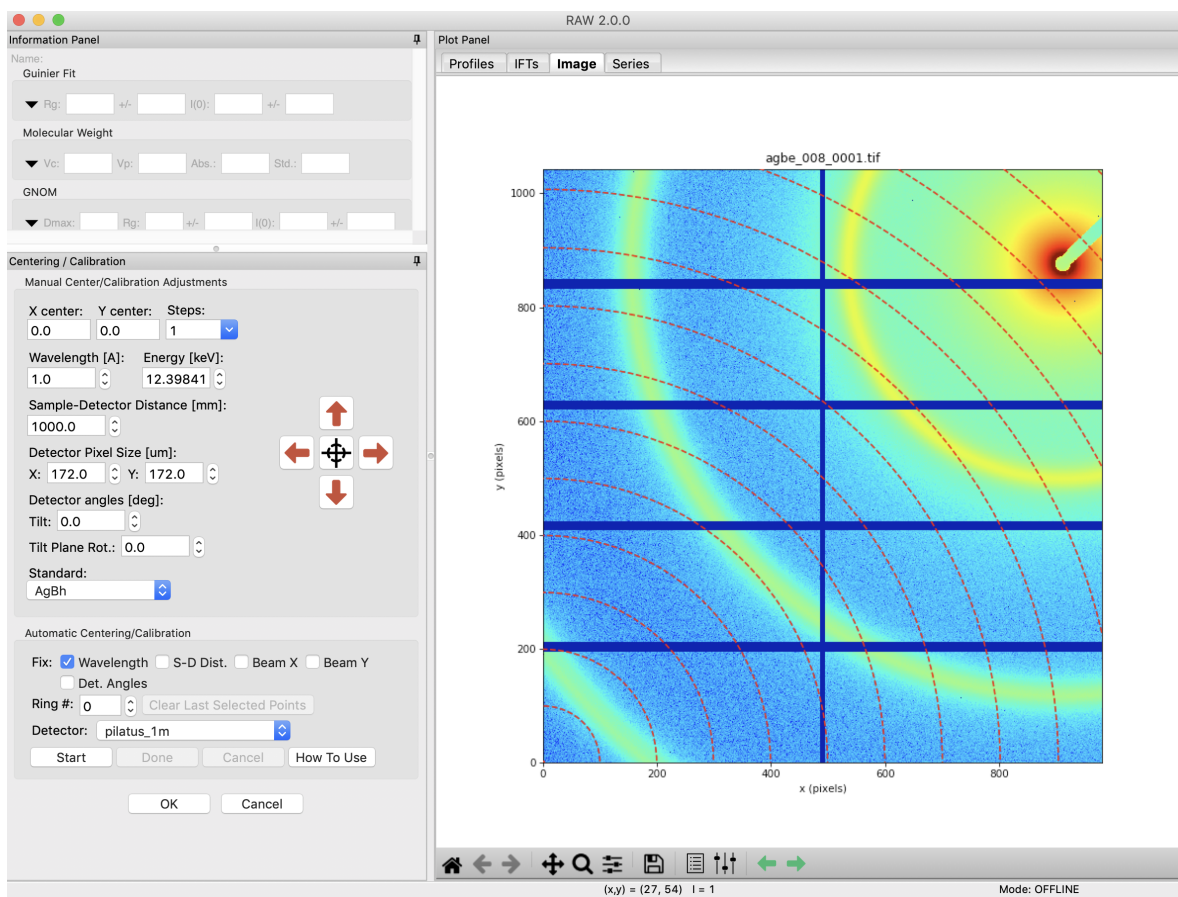 RAW 2.0.0
Information Panel
Name:
Guinier Fit
Rg: +/- I(0): +/-
Molecular Weight
Vc: Vp: Abs.: Std.:
GNOM
Dmax: Rg: +/- I(0): +/-
Centering / Calibration
Manual Center/Calibration Adjustments
X center: Y center: Steps:
0.0 0.0 1
Wavelength [A]: Energy [keV]:
1.0 12.39841
Sample-Detector Distance [mm]:
1000.0
Detector Pixel Size [um]:
X: 172.0 Y: 172.0
Detector angles [deg]:
Tilt: 0.0
Tilt Plane Rot.: 0.0
Standard:
AgBh
Automatic Centering/Calibration
Fix: Wavelength S-D Dist. Beam X Beam Y
Det. Angles
Ring #: 0 Clear Last Selected Points
Detector: pilatus_1m
Start Done Cancel How To Use
OK Cancel
Plot Panel
Profiles IFTs Image Series
agbe_008_0001.tif
1000
800
600
400
200
0
y (pixels)
0 200 400 600 800
x (pixels)
(x,y) = (27, 54) I = 1
Mode: OFFLINE